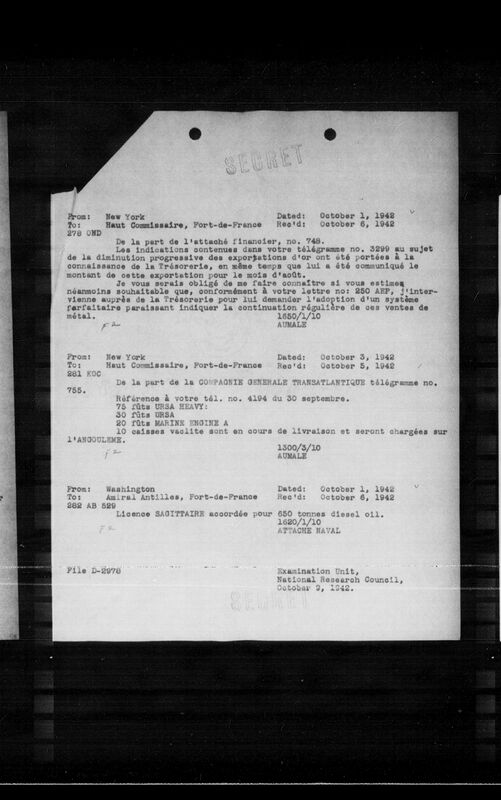 SECRET
From: New York Dated: October 1, 1942
To: Haut Commissaire, Fort-de-France Rec'd: October 6, 1942
278 OND
De la part de l'attaché financier, no. 748.
Les indications contenues dans votre télégramme no. 3299 au sujet
de la diminution progressive des exportations d'or ont été portées à la
connaissance de la Trésorerie, en même temps que lui a été communiqué le
montant de cette exportation pour le mois d'août.
Je vous serais obligé de me faire connaître si vous estimez
néanmoins souhaitable que, conformément à votre lettre no: 250 AEP, j'inter-
vienne auprès de la Trésorerie pour lui demander l'adoption d'un système
forfaitaire paraissant indiquer la continuation régulière de ces ventes de
métal. 1650/1/10
F2 AUMALE
From: New York Dated: October 3, 1942
To: Haut Commissaire, Fort-de-France Rec'd: October 5, 1942
281 KOC
De la part de la COMPAGNIE GENERALE TRANSATLANTIQUE télégramme no.
755.
Référence à votre tél. no. 4194 du 30 septembre.
75 fûts URSA HEAVY:
30 fûts URSA
20 fûts MARINE ENGINE A
10 caisses vaclite sont en cours de livraison et seront chargées sur
l'ANGOULEME.
F2 1300/3/10
AUMALE
From: Washington Dated: October 1, 1942
To: Amiral Antilles, Fort-de-France Rec'd: October 6, 1942
282 AB 529
Licence SAGITTAIRE accordée pour 650 tonnes diesel oil.
1620/1/10
F2 ATTACHE NAVAL
File D-2978 Examination Unit,
National Research Council,
October 9, 1942.
SECRET